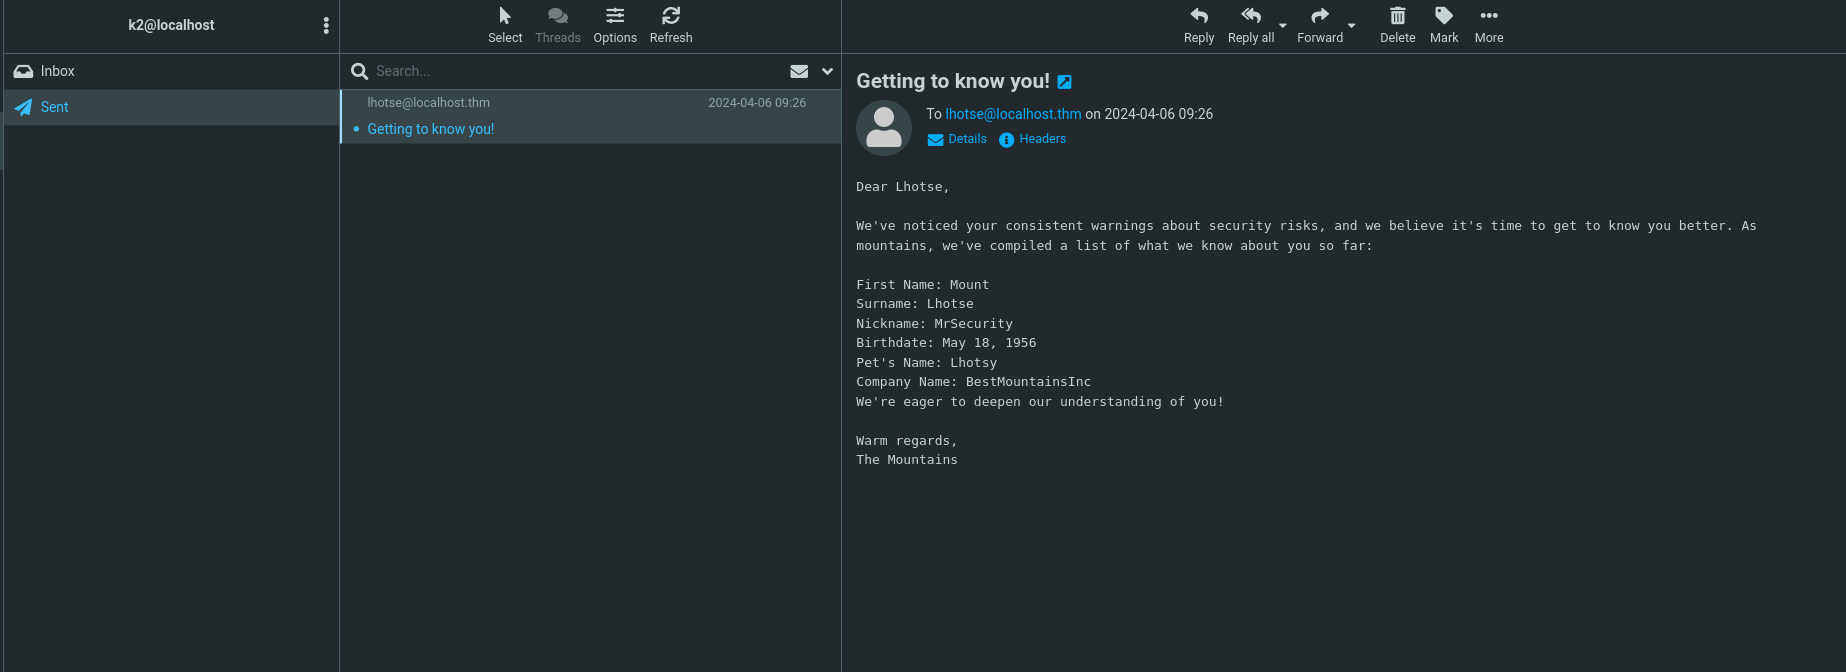 k2@localhost
Select
Threads
Options
Refresh
Reply
Reply all
Forward
Delete
Mark
More
Inbox
Sent
Search...
lhotse@localhost.thm 2024-04-06 09:26
Getting to know you!
Getting to know you!
To lhotse@localhost.thm on 2024-04-06 09:26
Details Headers
Dear Lhotse,
We've noticed your consistent warnings about security risks, and we believe it's time to get to know you better. As
mountains, we've compiled a list of what we know about you so far:
First Name: Mount
Surname: Lhotse
Nickname: MrSecurity
Birthdate: May 18, 1956
Pet's Name: Lhotsy
Company Name: BestMountainsInc
We're eager to deepen our understanding of you!
Warm regards,
The Mountains